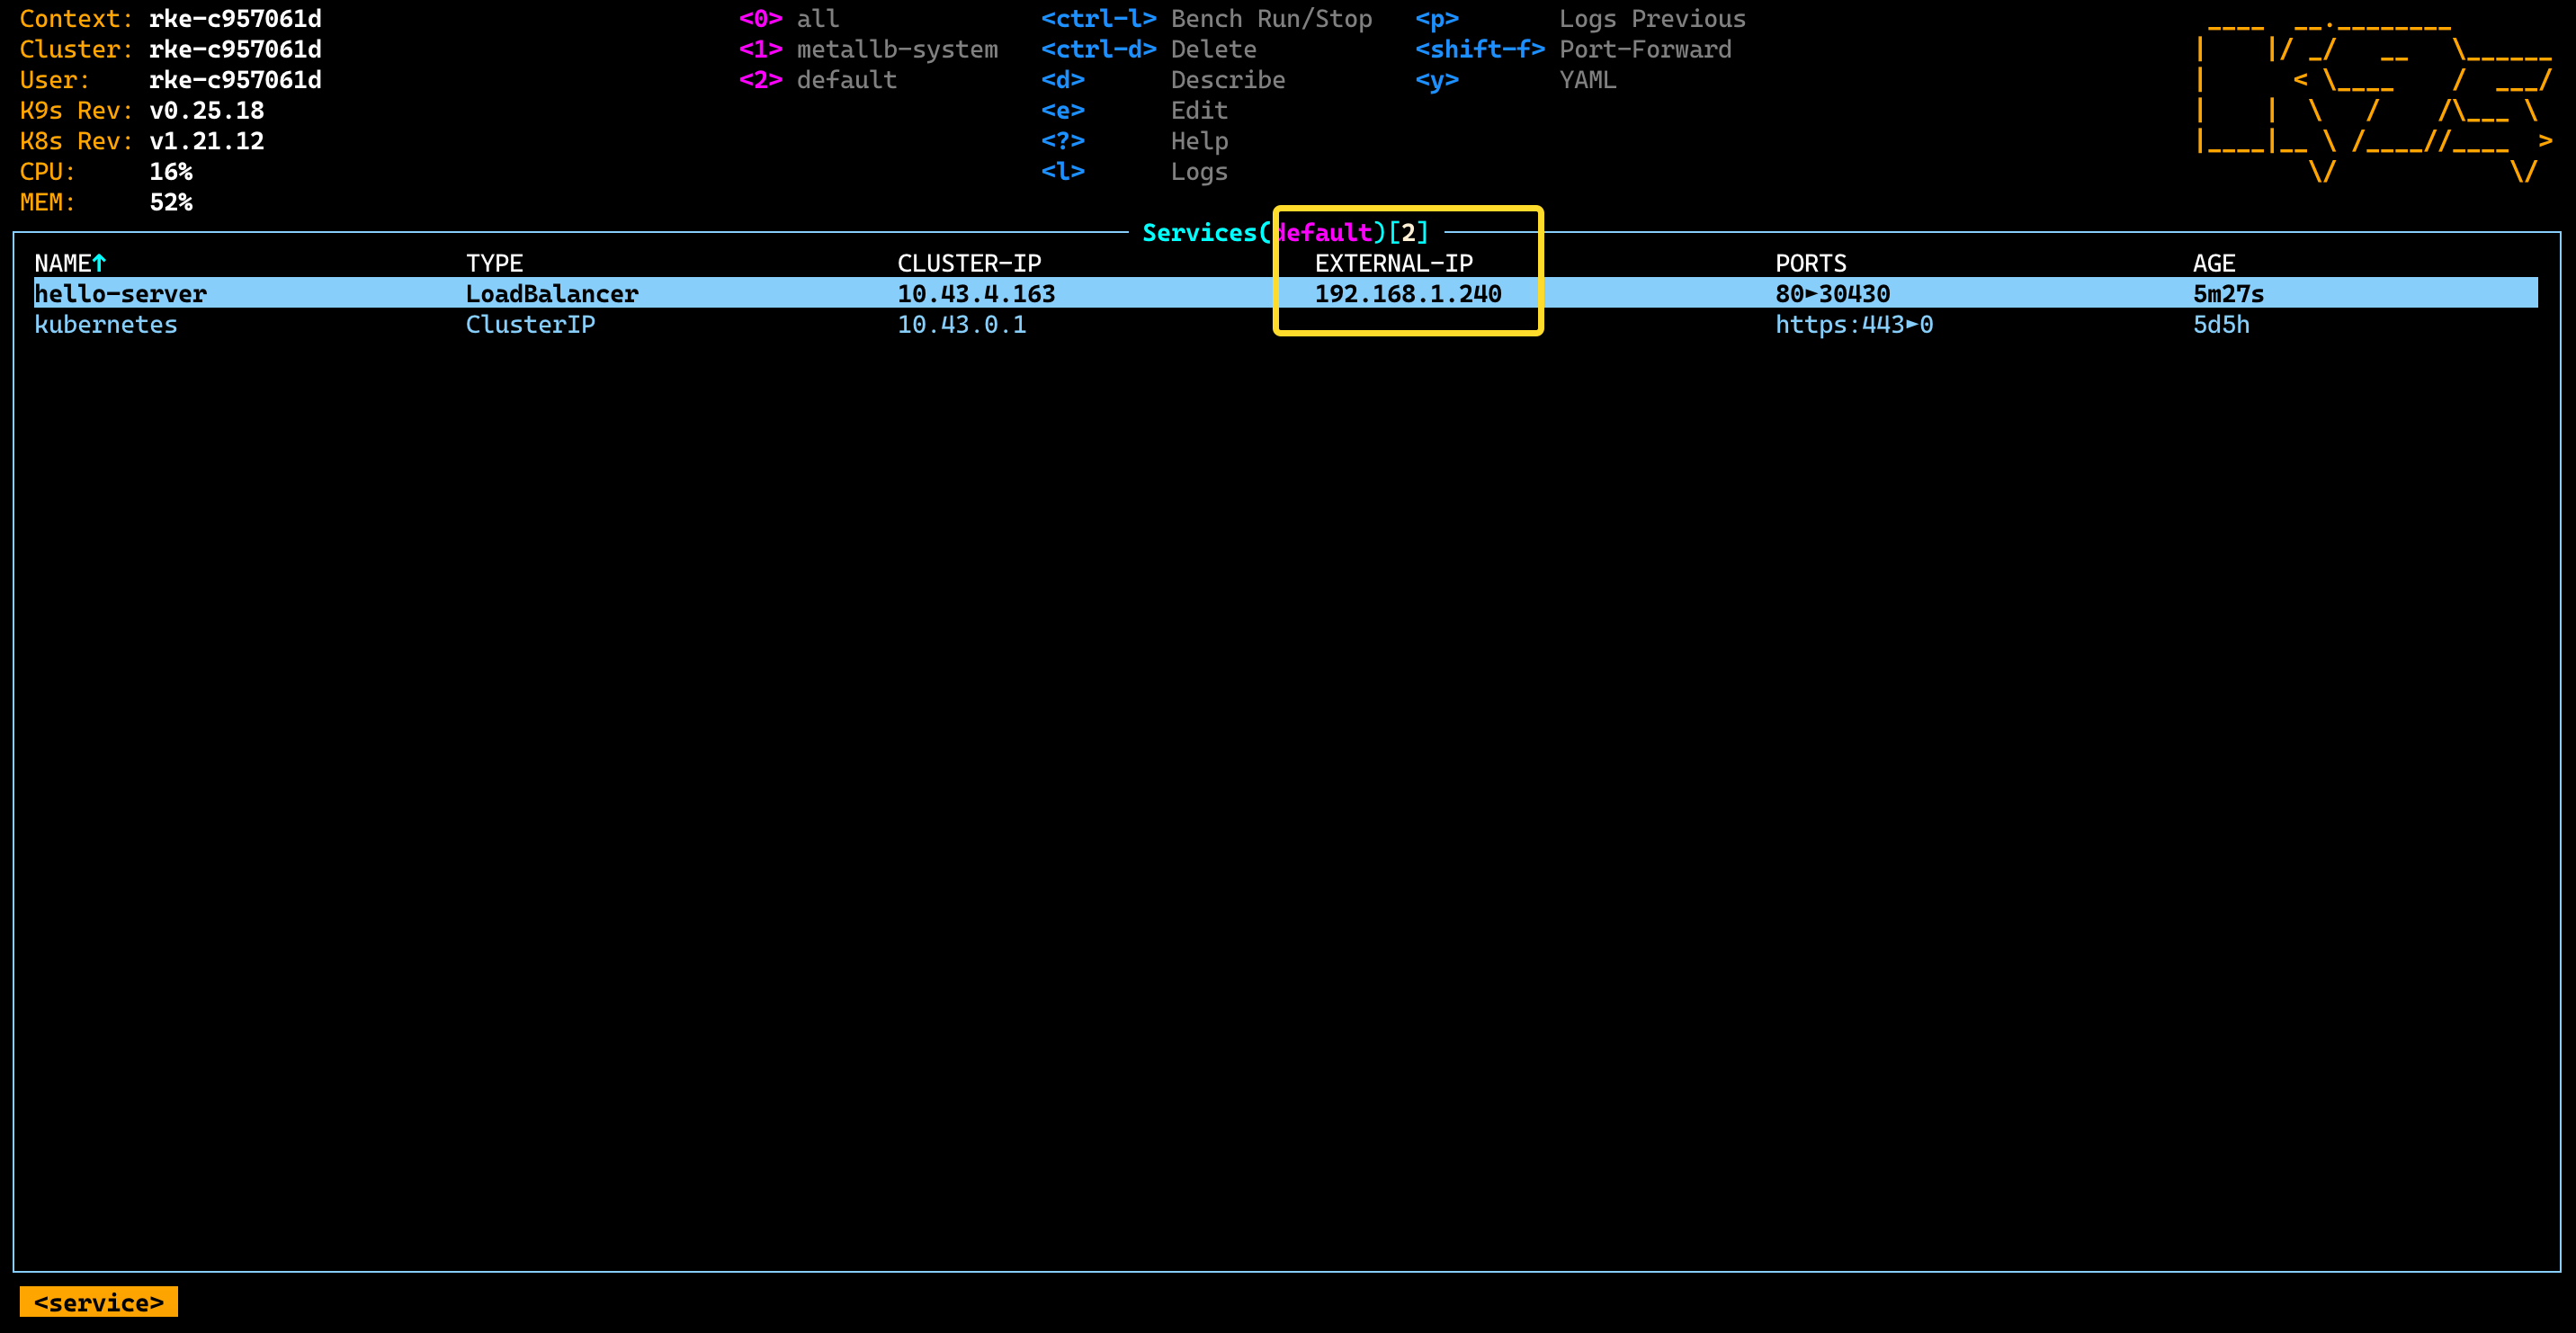 Context: rke-c957061d <0> all <ctrl-l> Bench Run/Stop <p> Logs Previous
Cluster: rke-c957061d <1> metallb-system <ctrl-d> Delete <shift-f> Port-Forward
User: rke-c957061d <2> default <d> Describe <y> YAML
K9s Rev: v0.25.18 <e> Edit
K8s Rev: v1.21.12 <?> Help
CPU: 16% <l> Logs
MEM: 52%
Services(default)[2]
NAME↑ TYPE CLUSTER-IP EXTERNAL-IP PORTS AGE
hello-server LoadBalancer 10.43.4.163 192.168.1.240 80►30430 5m27s
kubernetes ClusterIP 10.43.0.1 https:443►0 5d5h
<service>